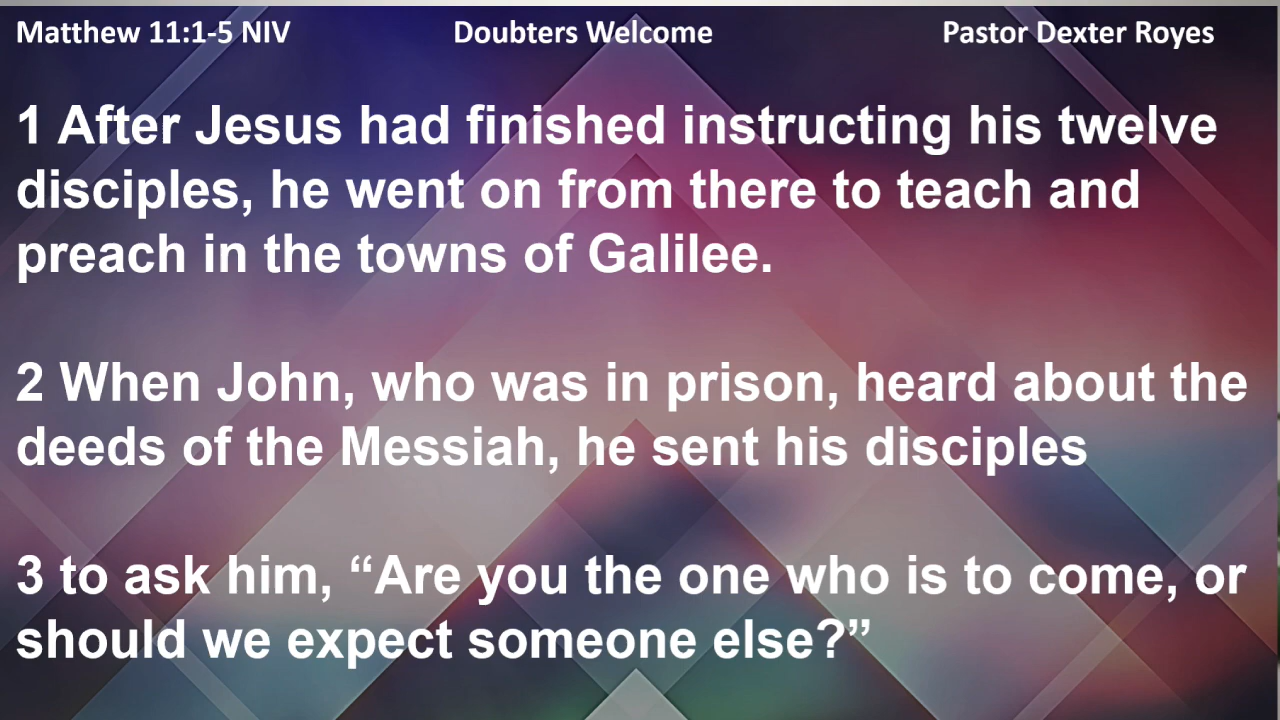 Matthew 11:1-5 NIV Doubters Welcome Pastor Dexter Royes
1 After Jesus had finished instructing his twelve
disciples, he went on from there to teach and
preach in the towns of Galilee.
2 When John, who was in prison, heard about the
deeds of the Messiah, he sent his disciples
3 to ask him, “Are you the one who is to come, or
should we expect someone else?”